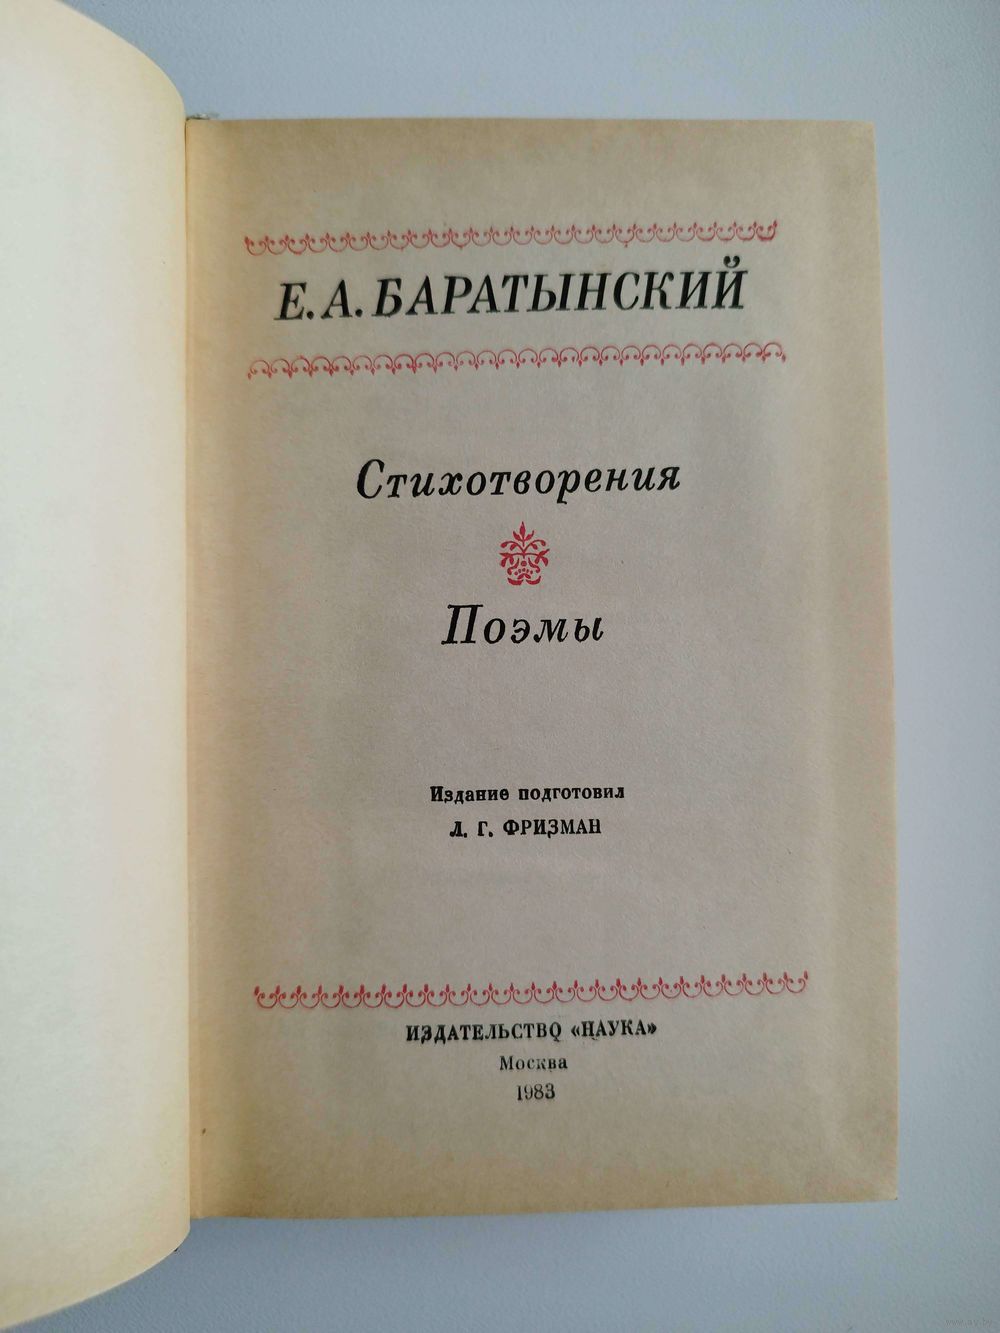 Е. А. БАРАТЫНСКИЙ
Стихотворения
Поэмы
Издание подготовил
Л. Г. ФРИЗМАН
ИЗДАТЕЛЬСТВО «НАУКА»
Москва
1983